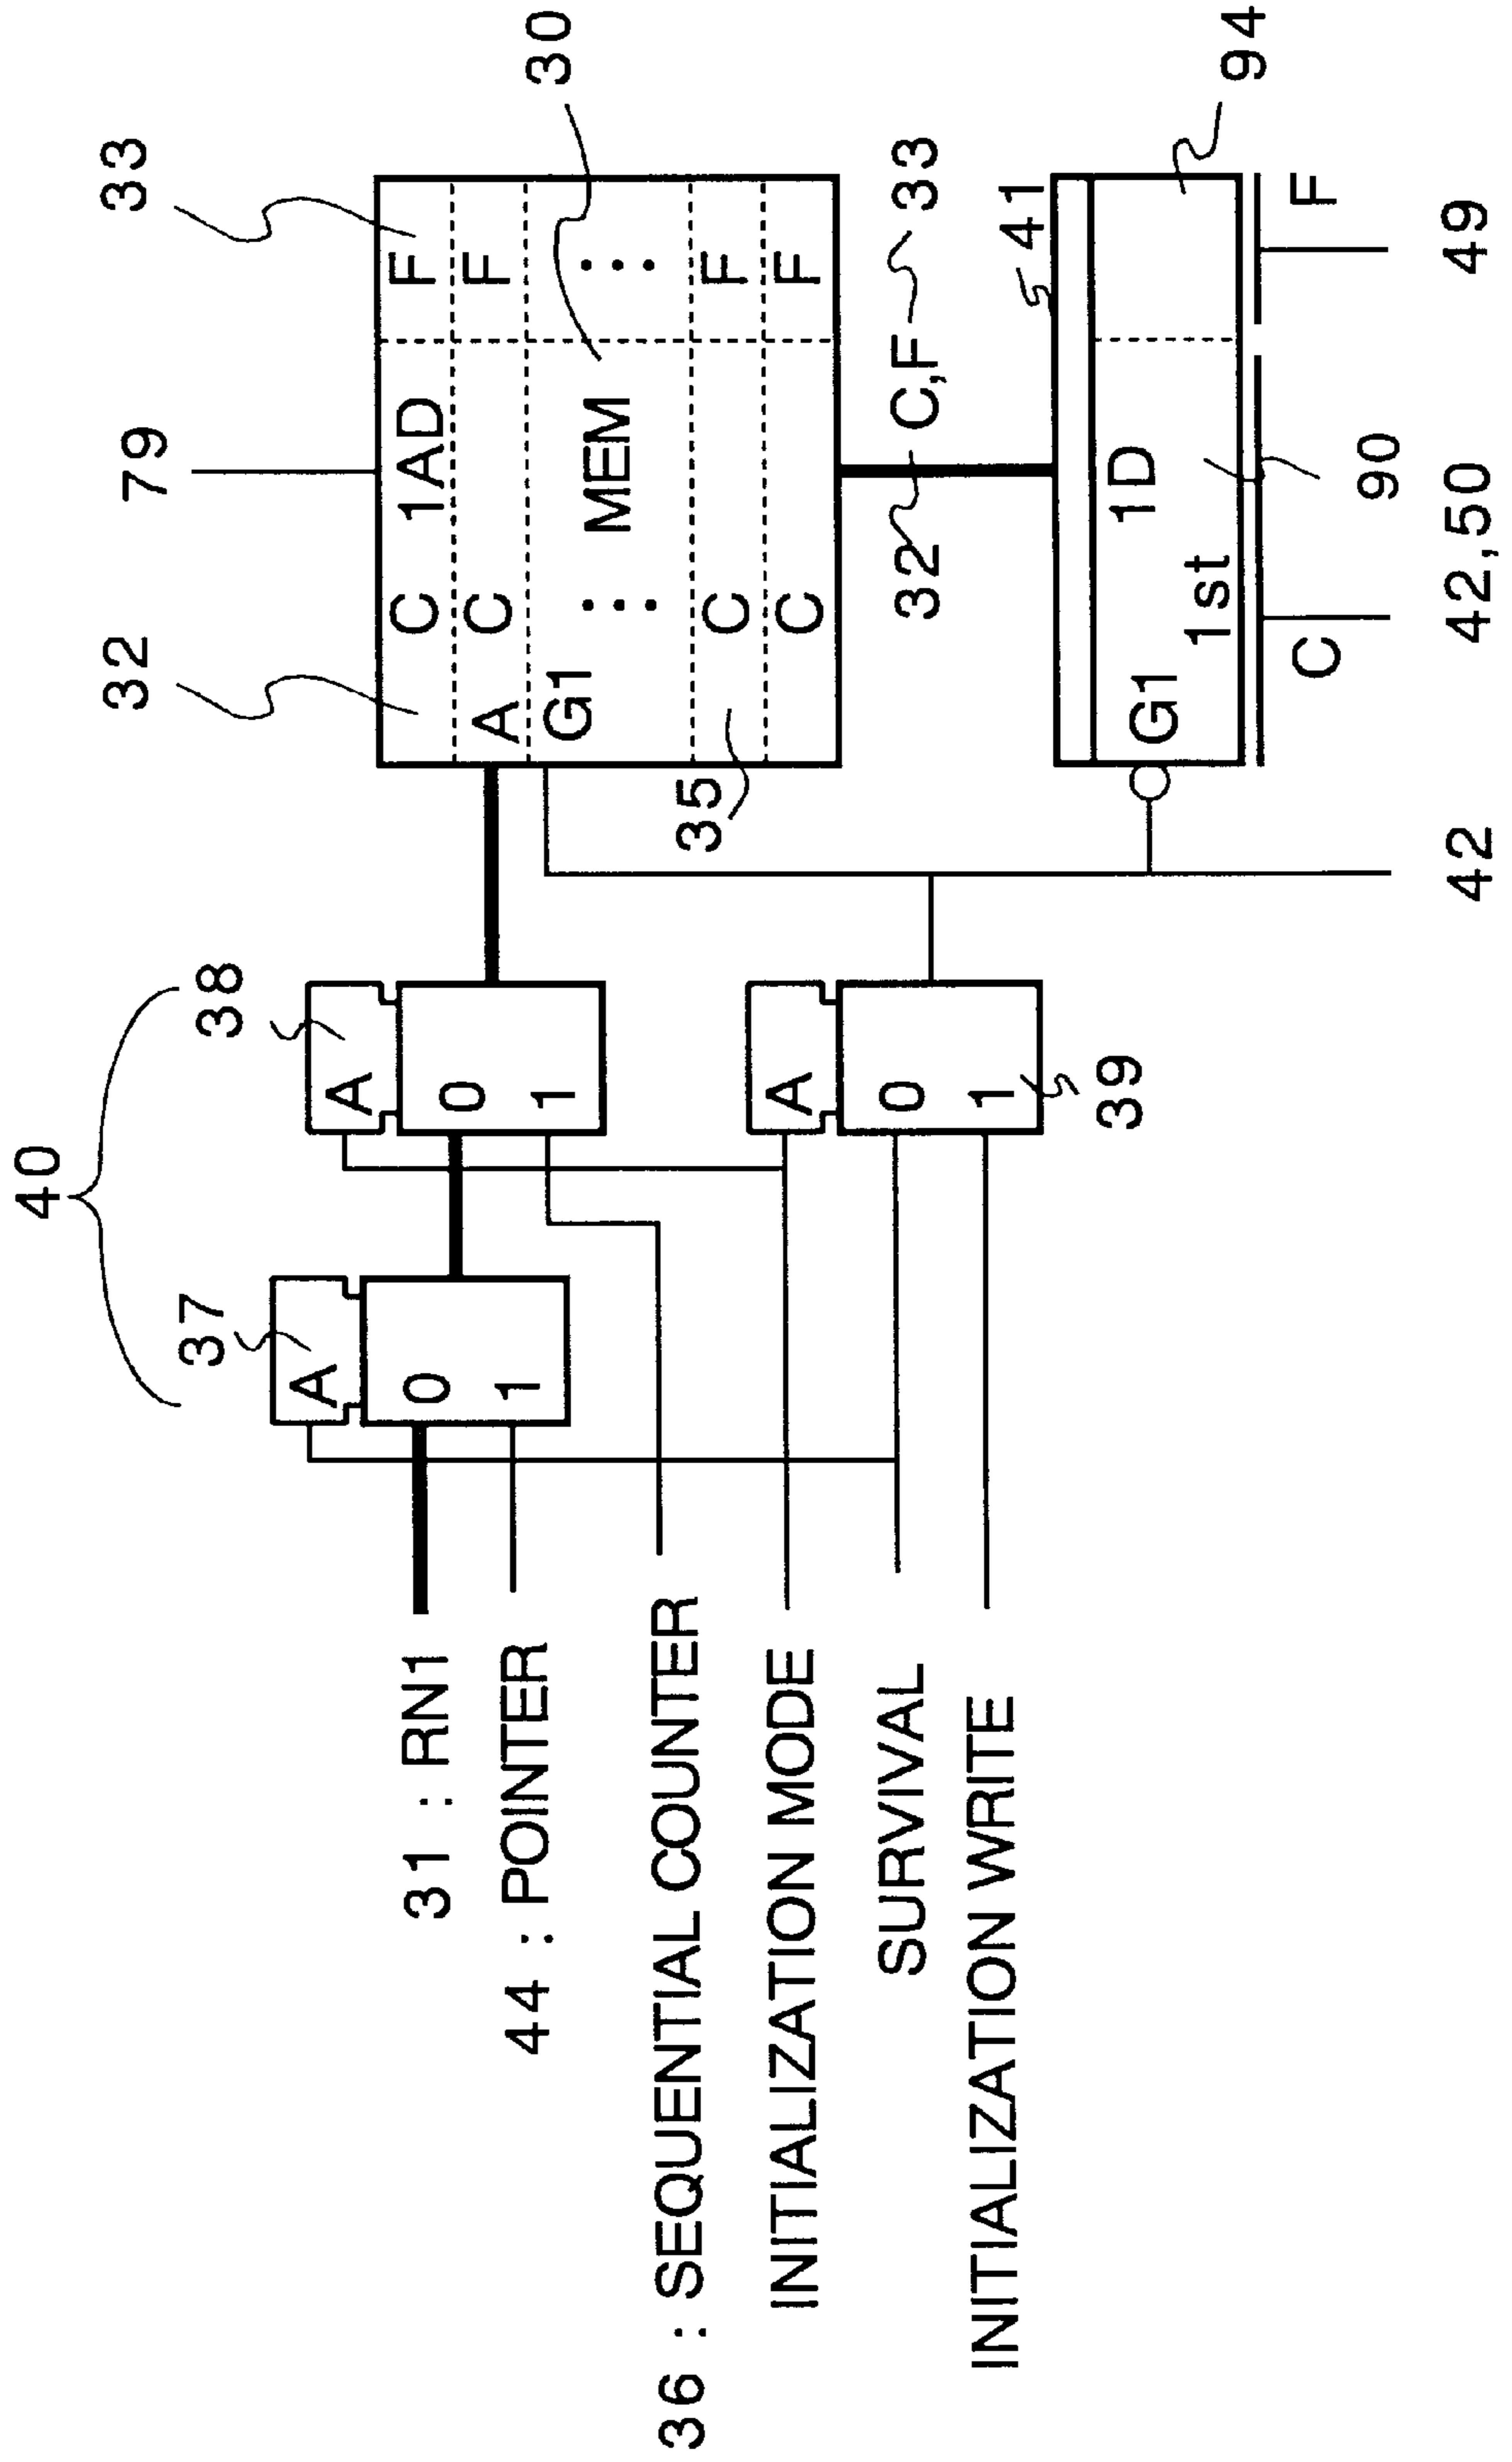 79
33
32
C 1AD F
A C F
G1 MEM
30
C F
C F
35
40
37
38
A
0
1
A
0
1
31 : RN1
44 : POINTER
36 : SEQUENTIAL COUNTER
INITIALIZATION MODE
SURVIVAL
INITIALIZATION WRITE
A
0
1
39
32 C,F 33
41
G1 1D
1st
94
90
C
F
42
42,50
49